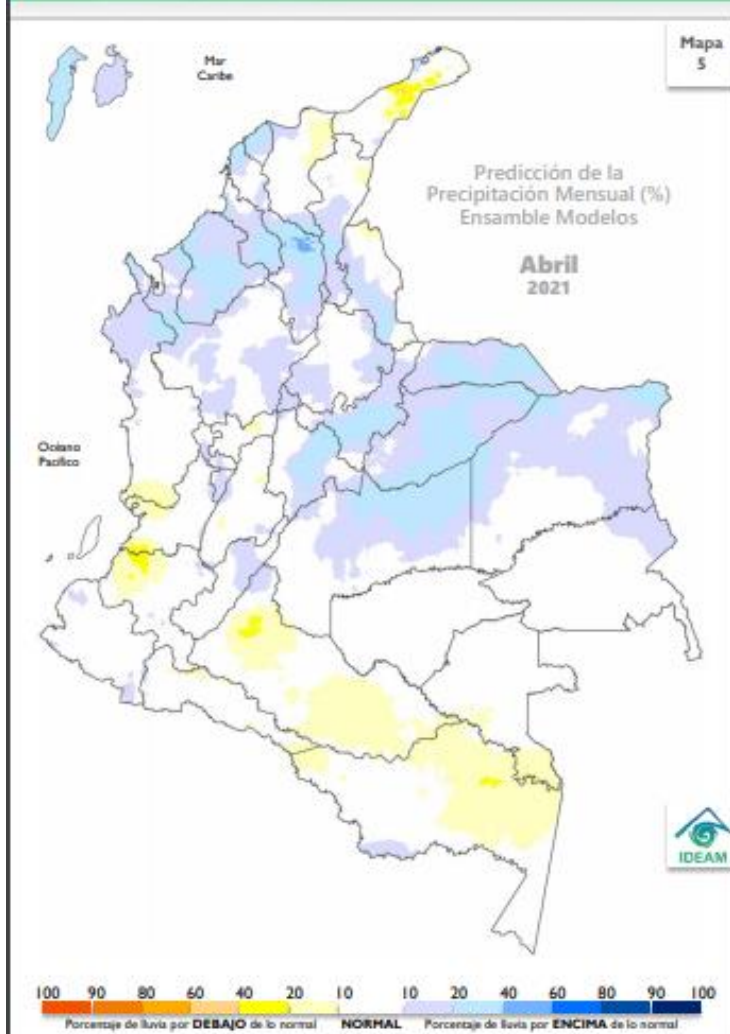 Mapa
5
Mar
Caribe
Predicción de la
Precipitación Mensual (%)
Ensamble Modelos
Abril
2021
Océano
Pacífico
IDEAM
100 90 80 60 40 20 10 10 20 40 60 80 90 100
Porcentaje de lluvia por DEBAJO de lo normal NORMAL Porcentaje de lluvia por ENCIMA de lo normal